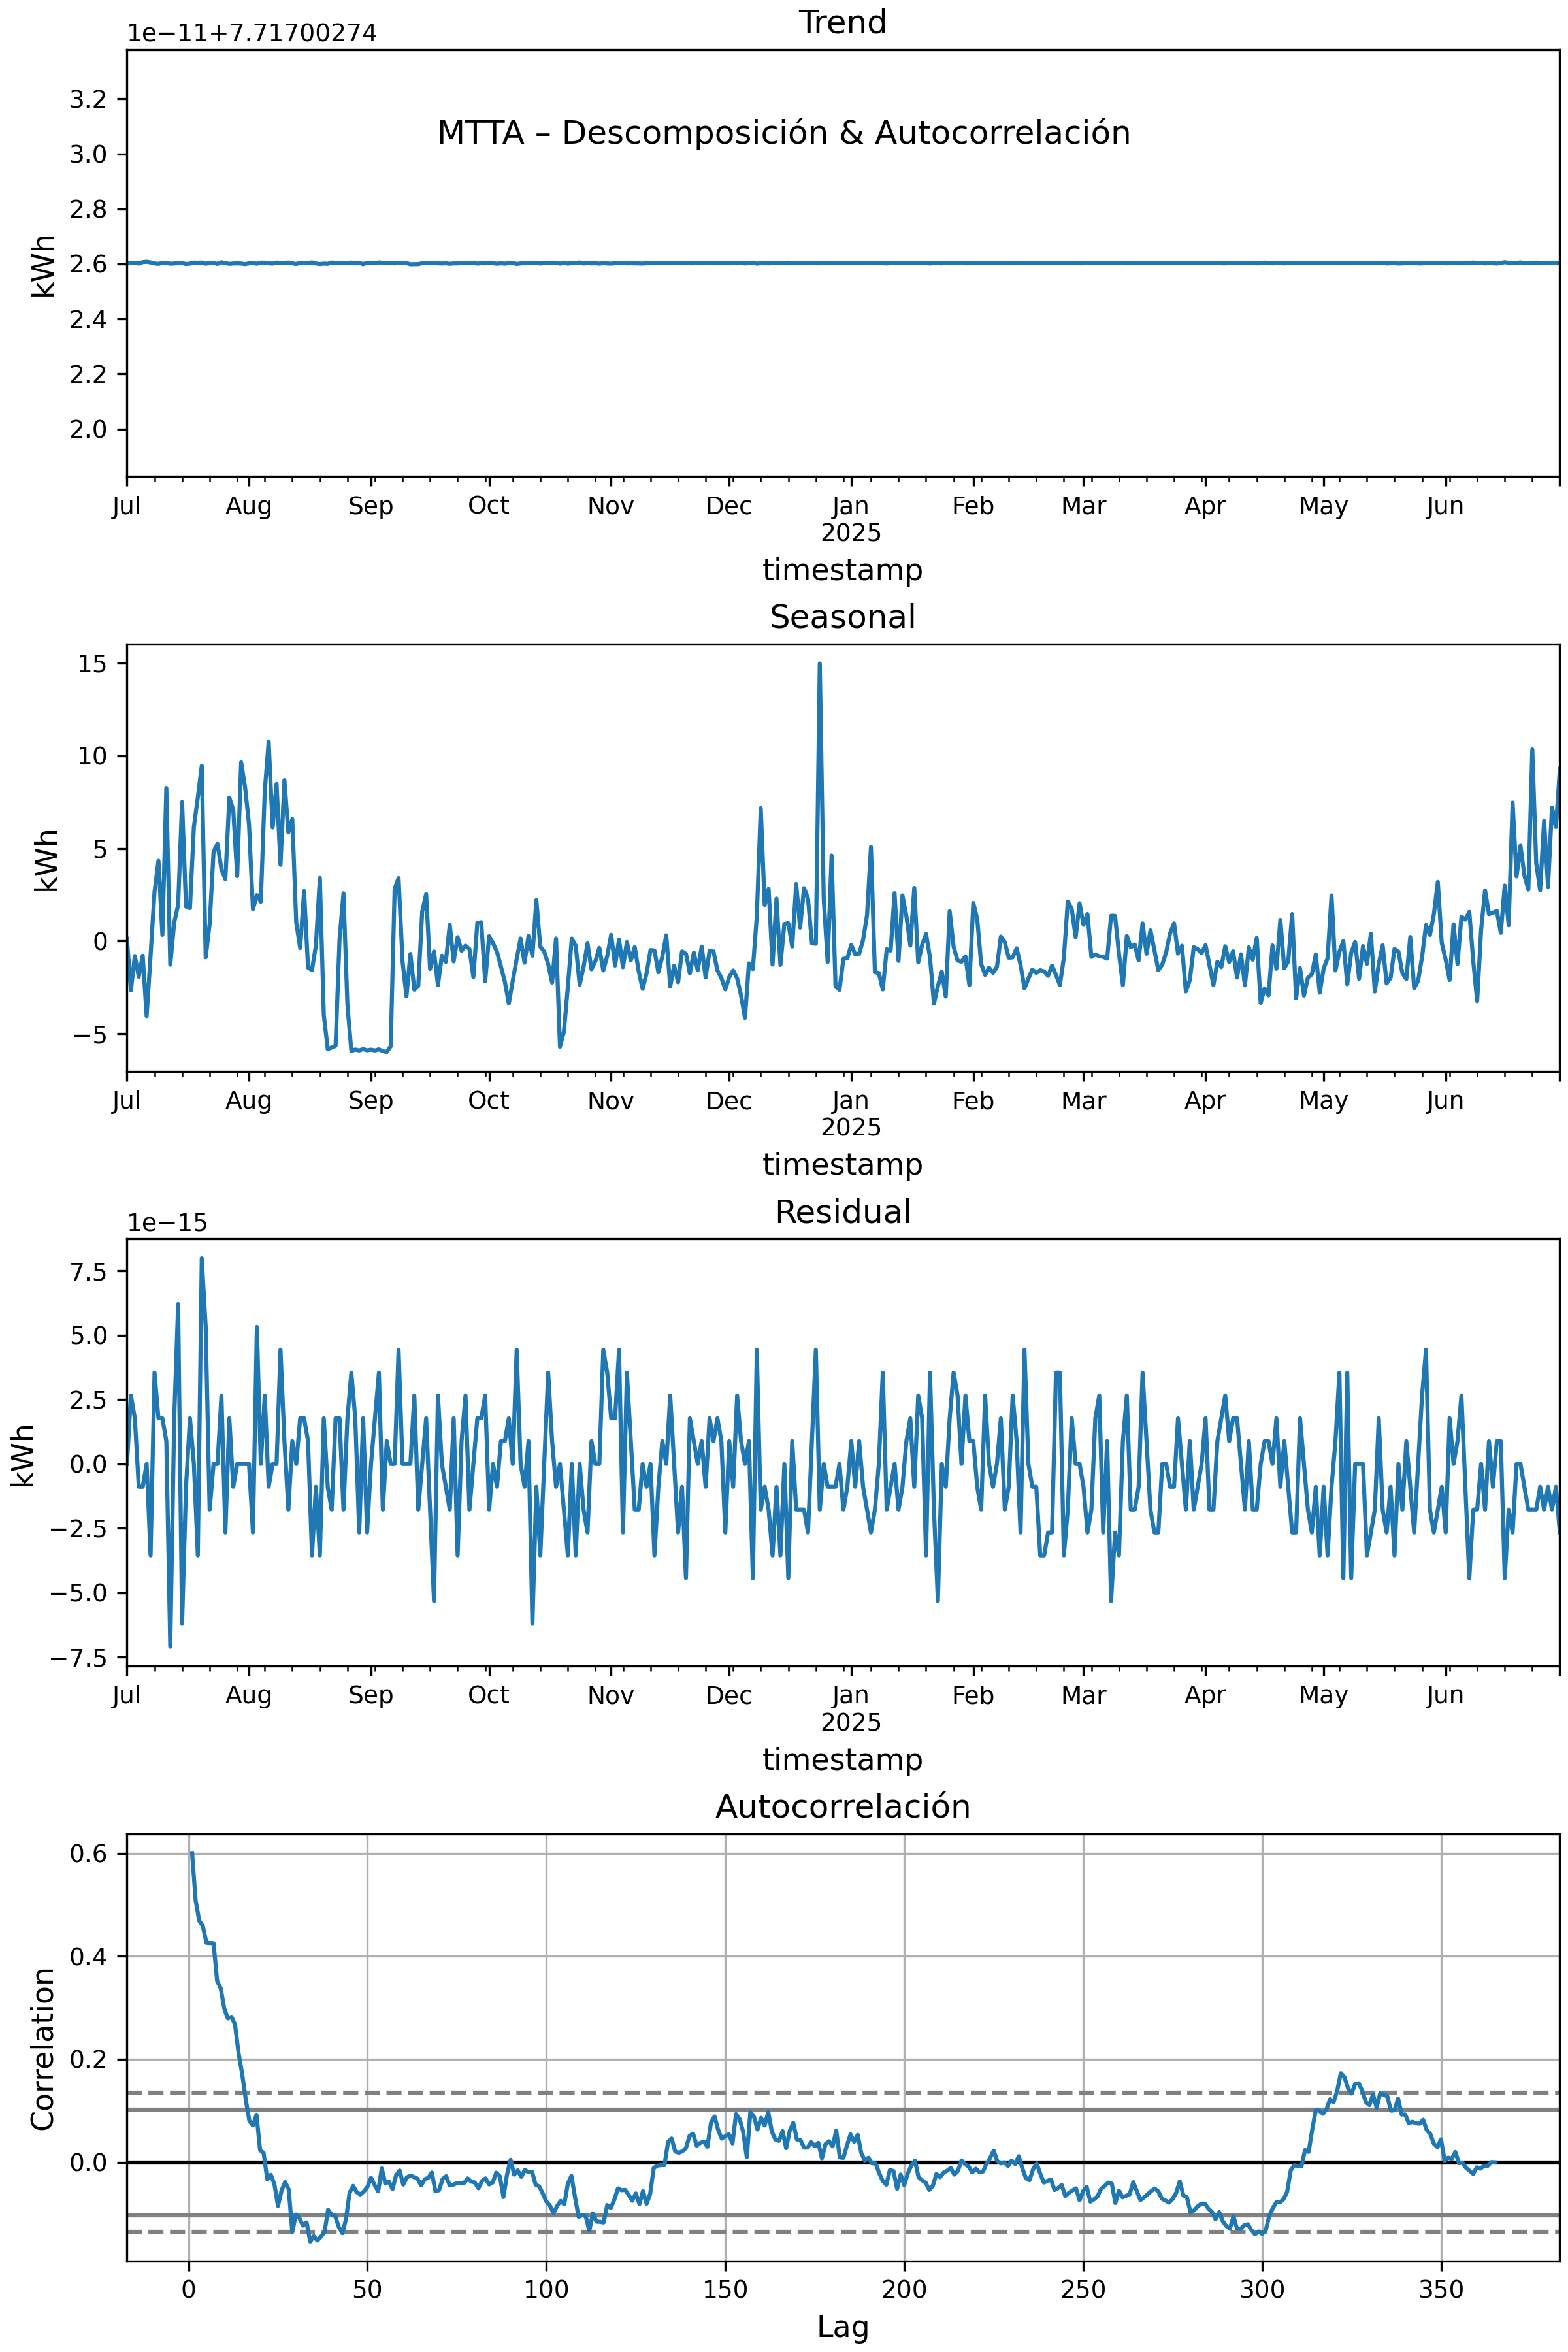 Trend
1e−11+7.71700274
MTTA – Descomposición & Autocorrelación
kWh
3.2
3.0
2.8
2.6
2.4
2.2
2.0
Jul Aug Sep Oct Nov Dec Jan Feb Mar Apr May Jun
2025
timestamp
Seasonal
kWh
15
10
5
0
−5
Jul Aug Sep Oct Nov Dec Jan Feb Mar Apr May Jun
2025
timestamp
Residual
1e−15
kWh
7.5
5.0
2.5
0.0
−2.5
−5.0
−7.5
Jul Aug Sep Oct Nov Dec Jan Feb Mar Apr May Jun
2025
timestamp
Autocorrelación
Correlation
0.6
0.4
0.2
0.0
0 50 100 150 200 250 300 350
Lag